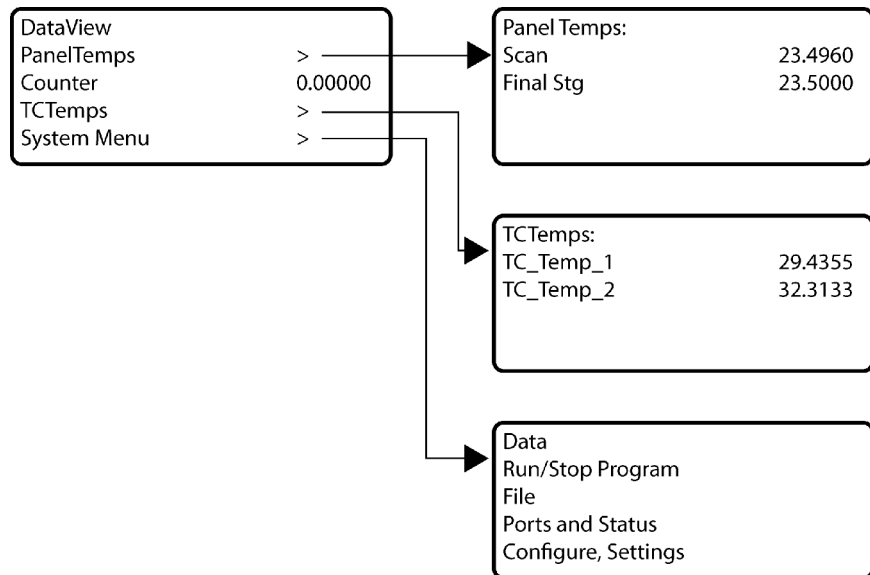 DataView
PanelTemps >
Counter 0.00000
TCTemps >
System Menu >
Panel Temps:
Scan 23.4960
Final Stg 23.5000
TCTemps:
TC_Temp_1 29.4355
TC_Temp_2 32.3133
Data
Run/Stop Program
File
Ports and Status
Configure, Settings